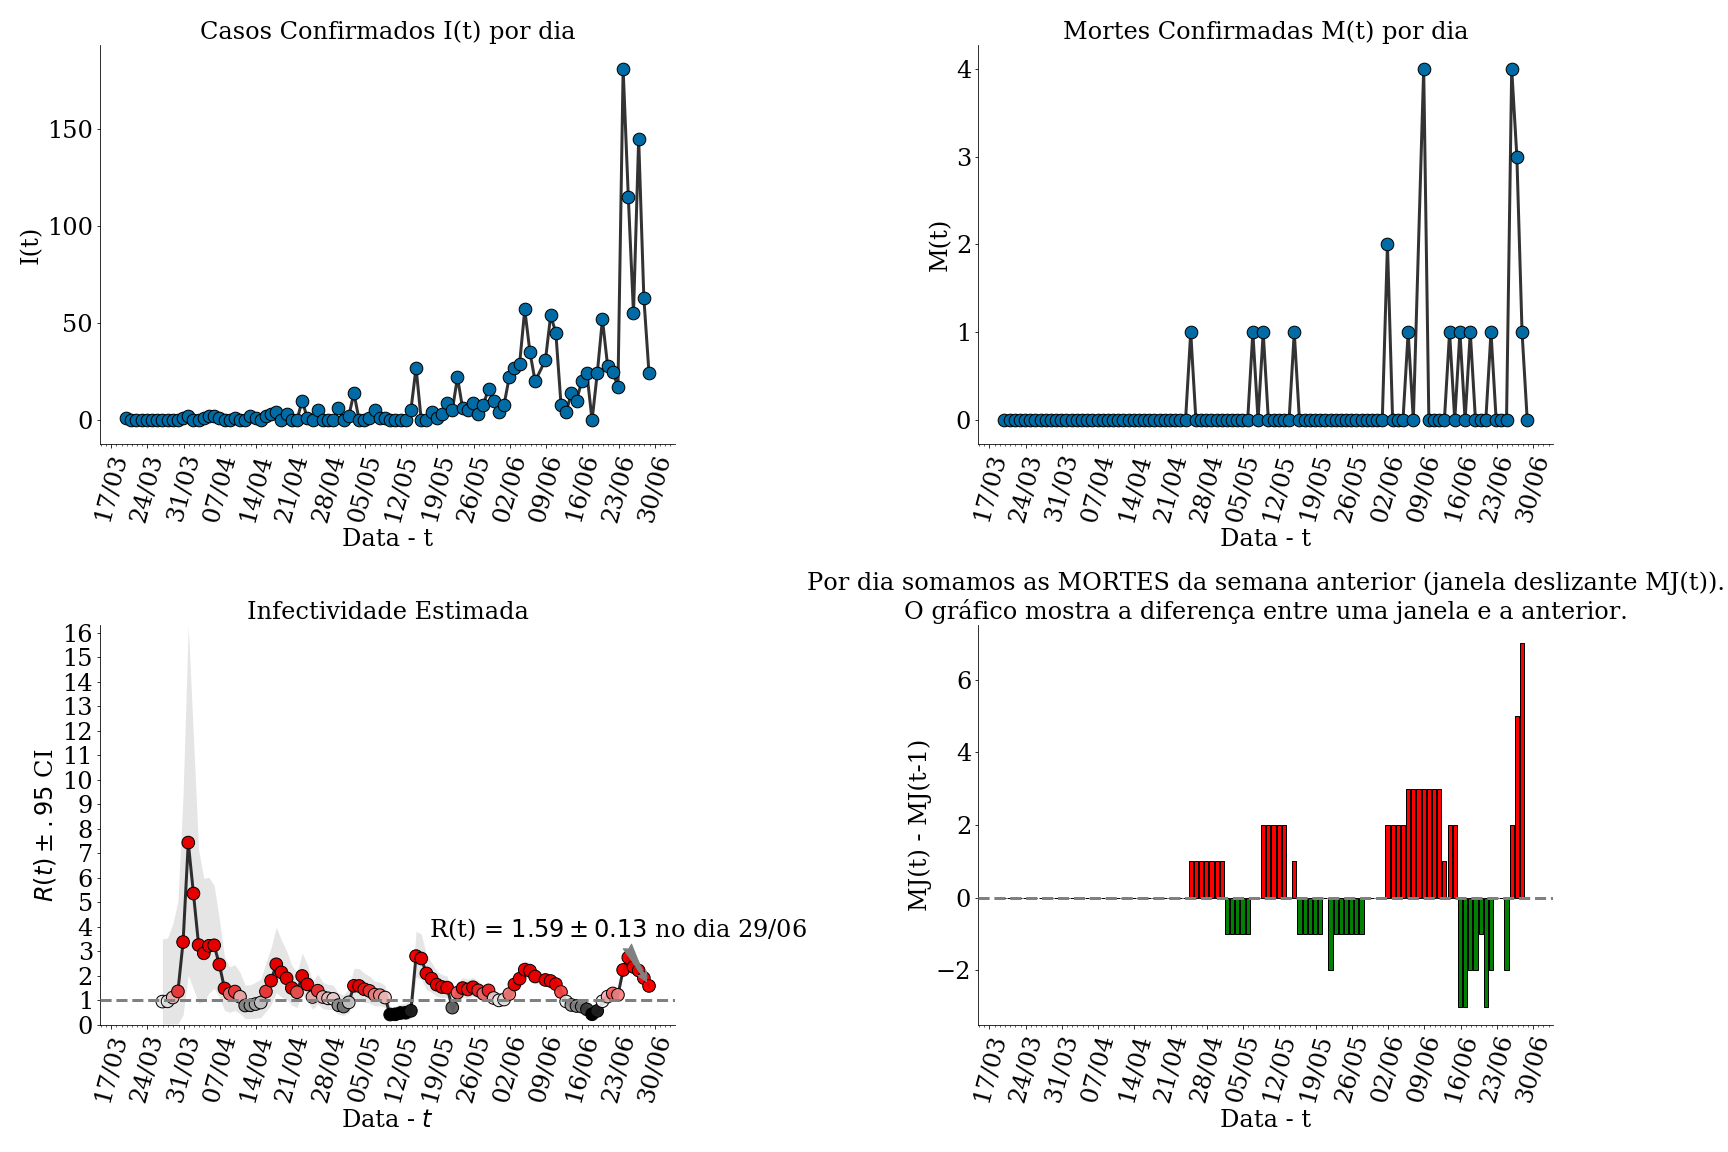 Casos Confirmados I(t) por dia
150
100
50
0
I(t)
17/03 24/03 31/03 07/04 14/04 21/04 28/04 05/05 12/05 19/05 26/05 02/06 09/06 16/06 23/06 30/06
Data - t
Mortes Confirmadas M(t) por dia
4
3
2
1
0
M(t)
17/03 24/03 31/03 07/04 14/04 21/04 28/04 05/05 12/05 19/05 26/05 02/06 09/06 16/06 23/06 30/06
Data - t
Infectividade Estimada
16
15
14
13
12
11
10
9
8
7
6
5
4
3
2
1
0
R(t) ± . 95 CI
R(t) = 1.59 ± 0.13 no dia 29/06
17/03 24/03 31/03 07/04 14/04 21/04 28/04 05/05 12/05 19/05 26/05 02/06 09/06 16/06 23/06 30/06
Data - t
Por dia somamos as MORTES da semana anterior (janela deslizante MJ(t)).
O gráfico mostra a diferença entre uma janela e a anterior.
6
4
2
0
−2
MJ(t) - MJ(t-1)
17/03 24/03 31/03 07/04 14/04 21/04 28/04 05/05 12/05 19/05 26/05 02/06 09/06 16/06 23/06 30/06
Data - t